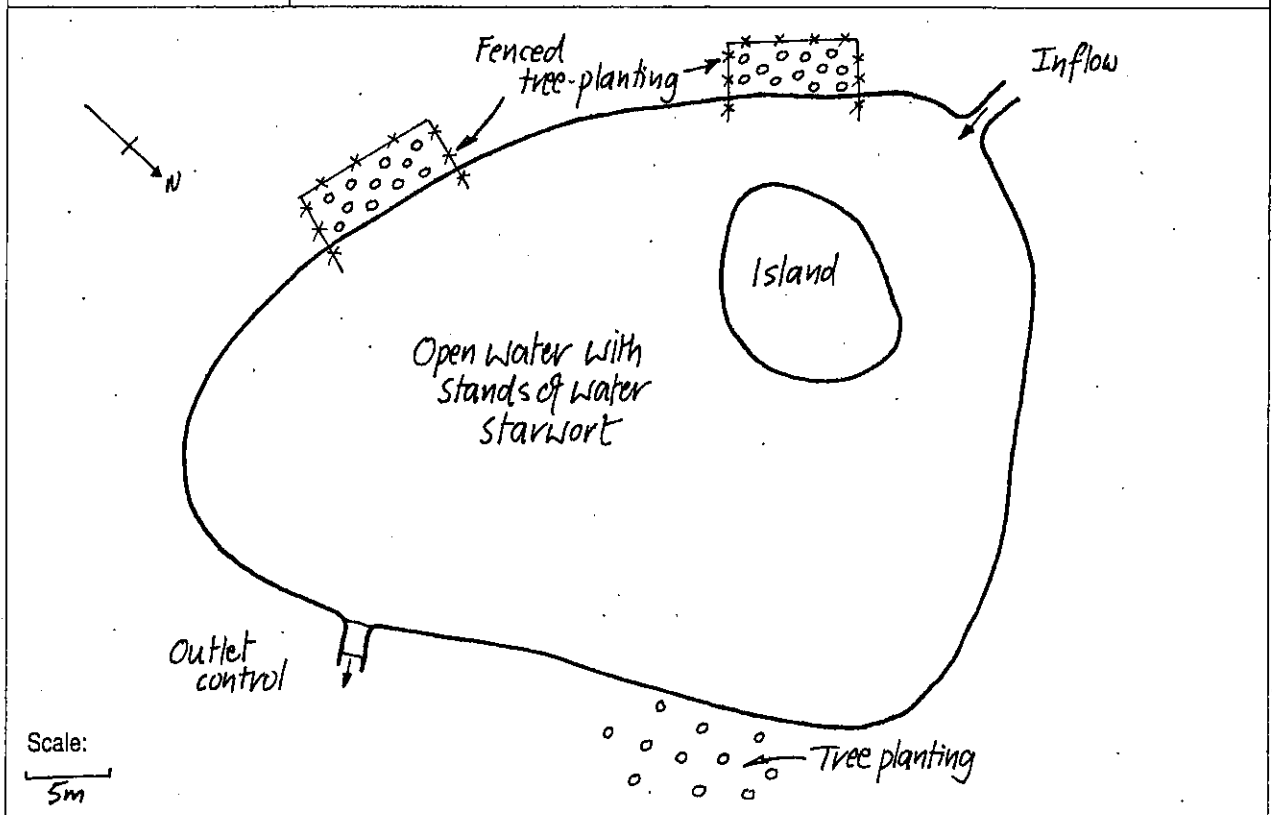 Fenced
tree-planting
Inflow
N
Island
Open water with
stands of water
starwort
Outlet
control
Tree planting
Scale:
5m